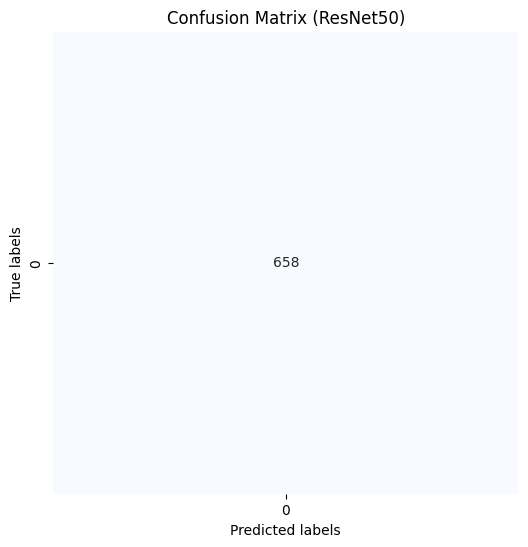 Confusion Matrix (ResNet50)
True labels
0
658
0
Predicted labels